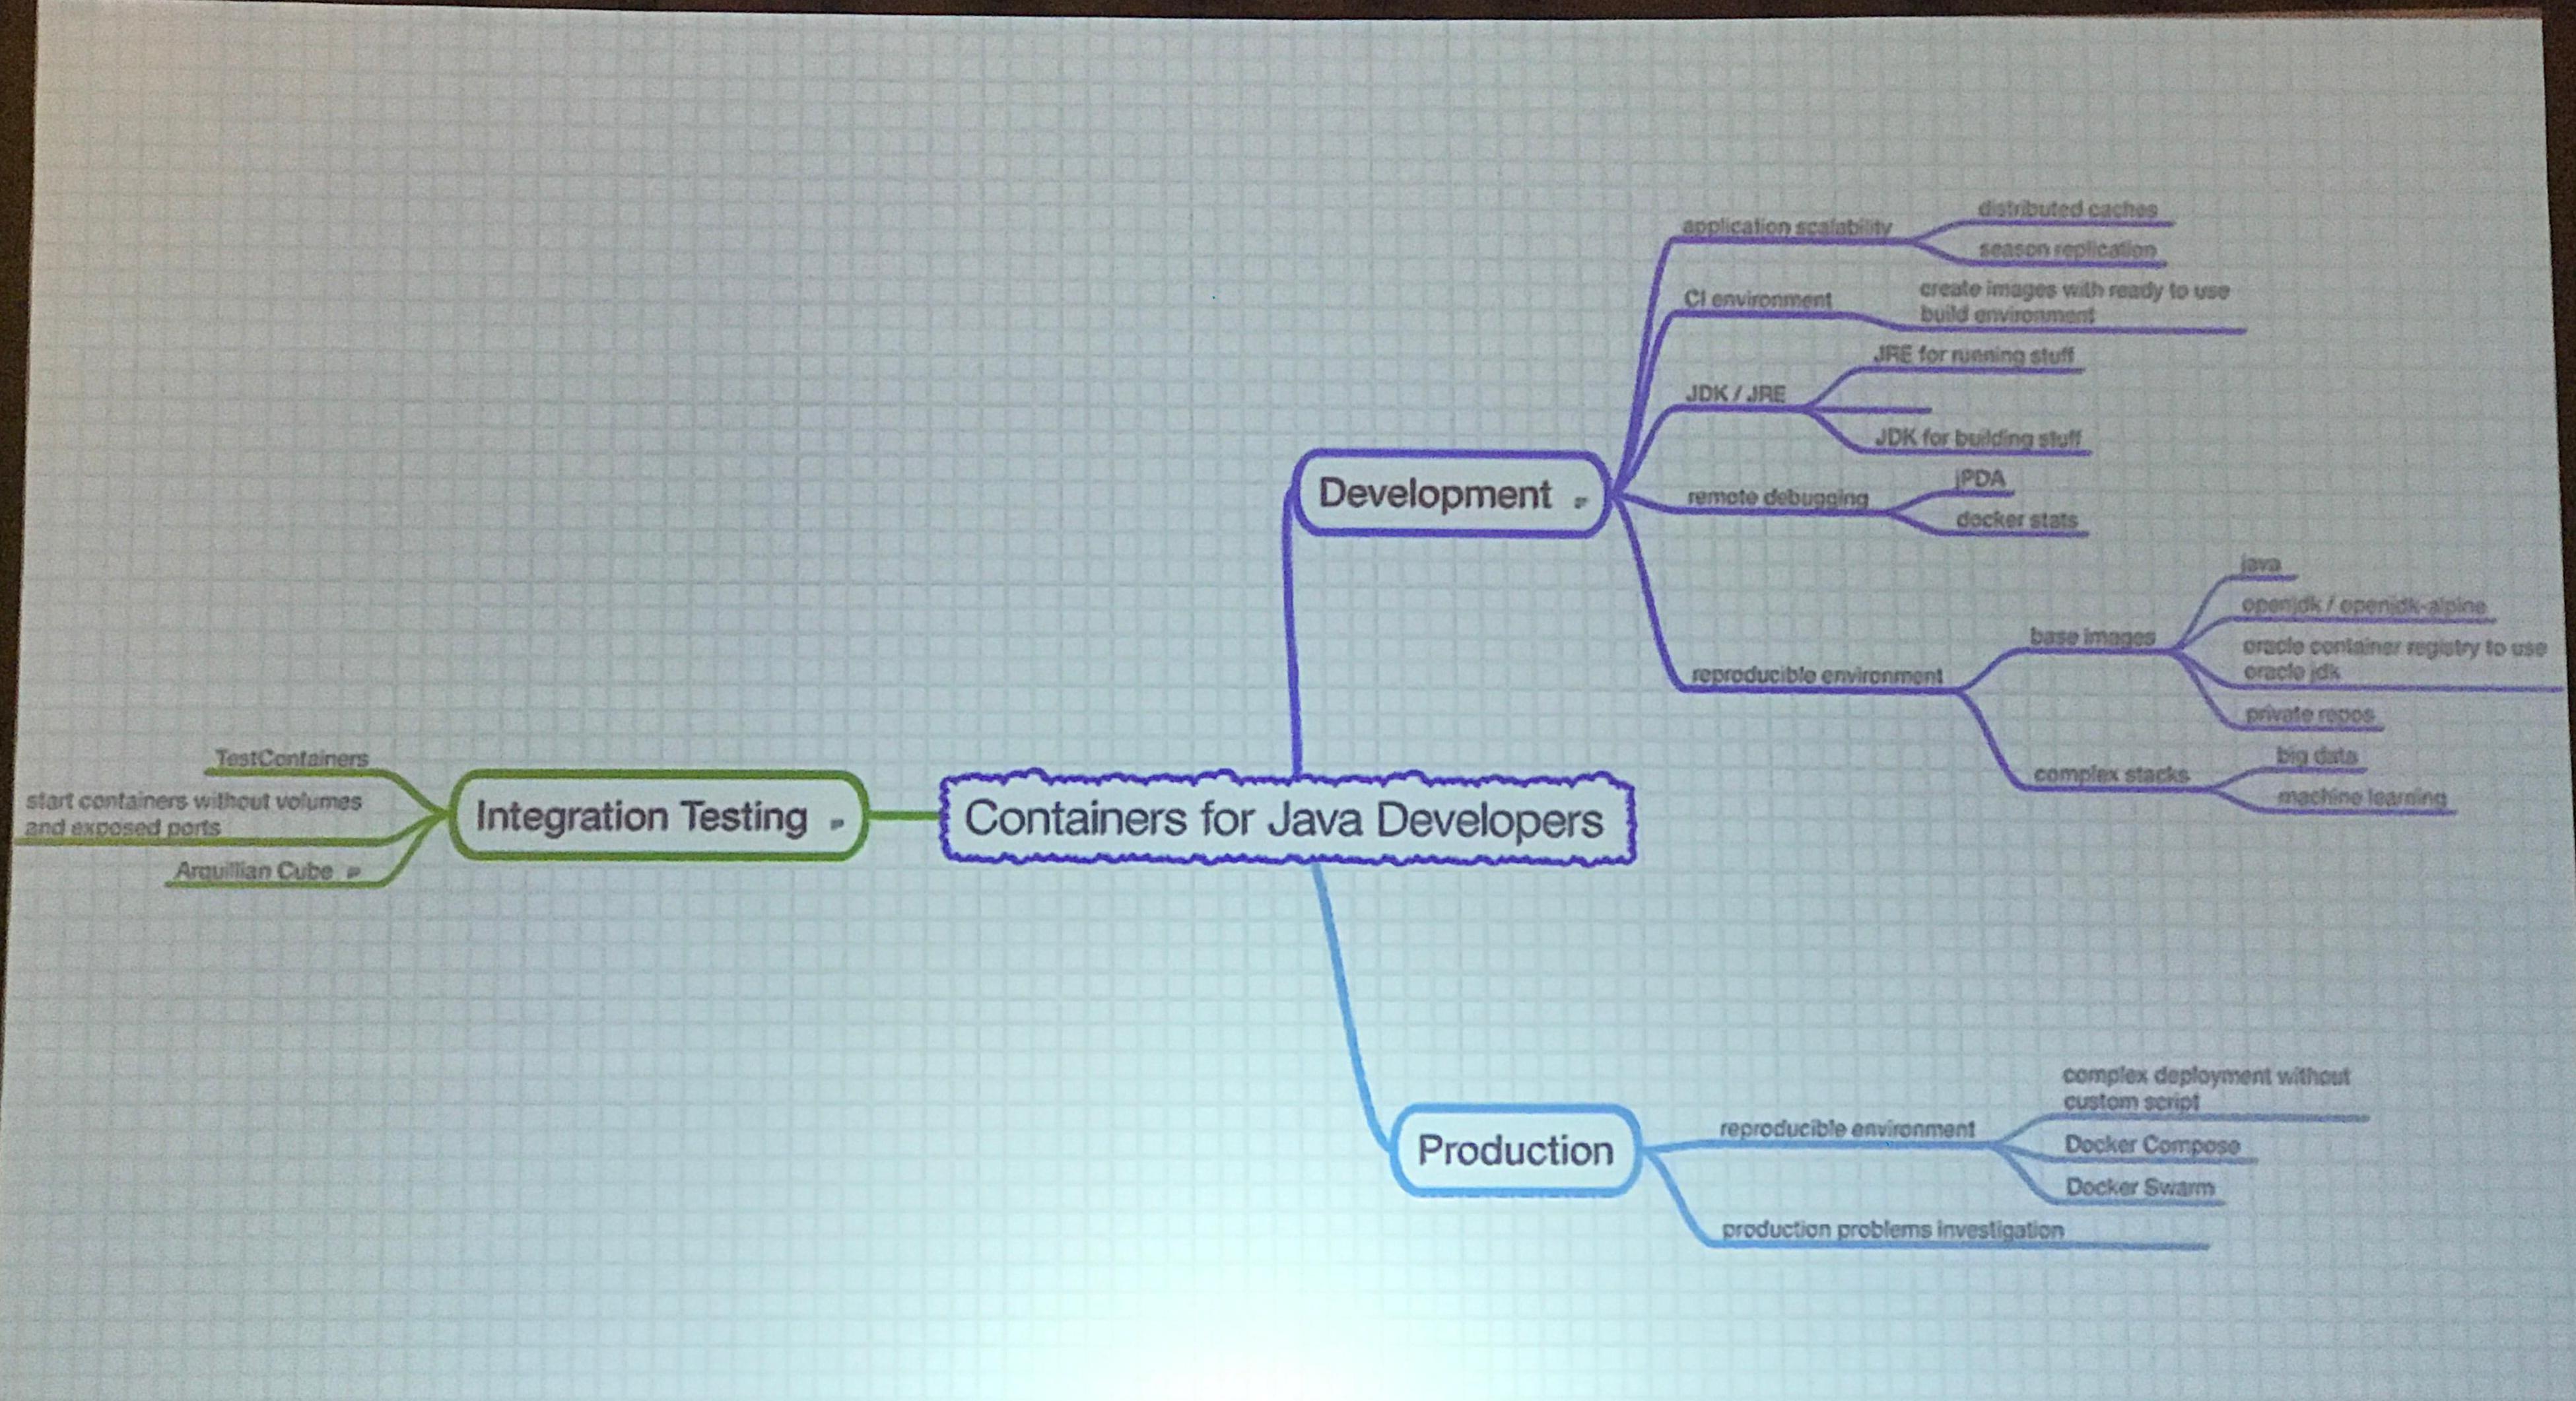 distributed caches
application scalability
season replication
create images with ready to use
CI environment
build environment
JRE for running stuff
JDK / JRE
JDK for building stuff
Development
jPDA
remote debugging
docker stats
java
openjdk / openjdk-alpine
base images
oracle container registry to use
oracle jdk
reproducible environment
private repos
big data
complex stacks
machine learning
TestContainers
start containers without volumes
and exposed ports
Arquillian Cube
Integration Testing
Containers for Java Developers
complex deployment without
custom script
reproducible environment
Production
Docker Compose
Docker Swarm
production problems investigation